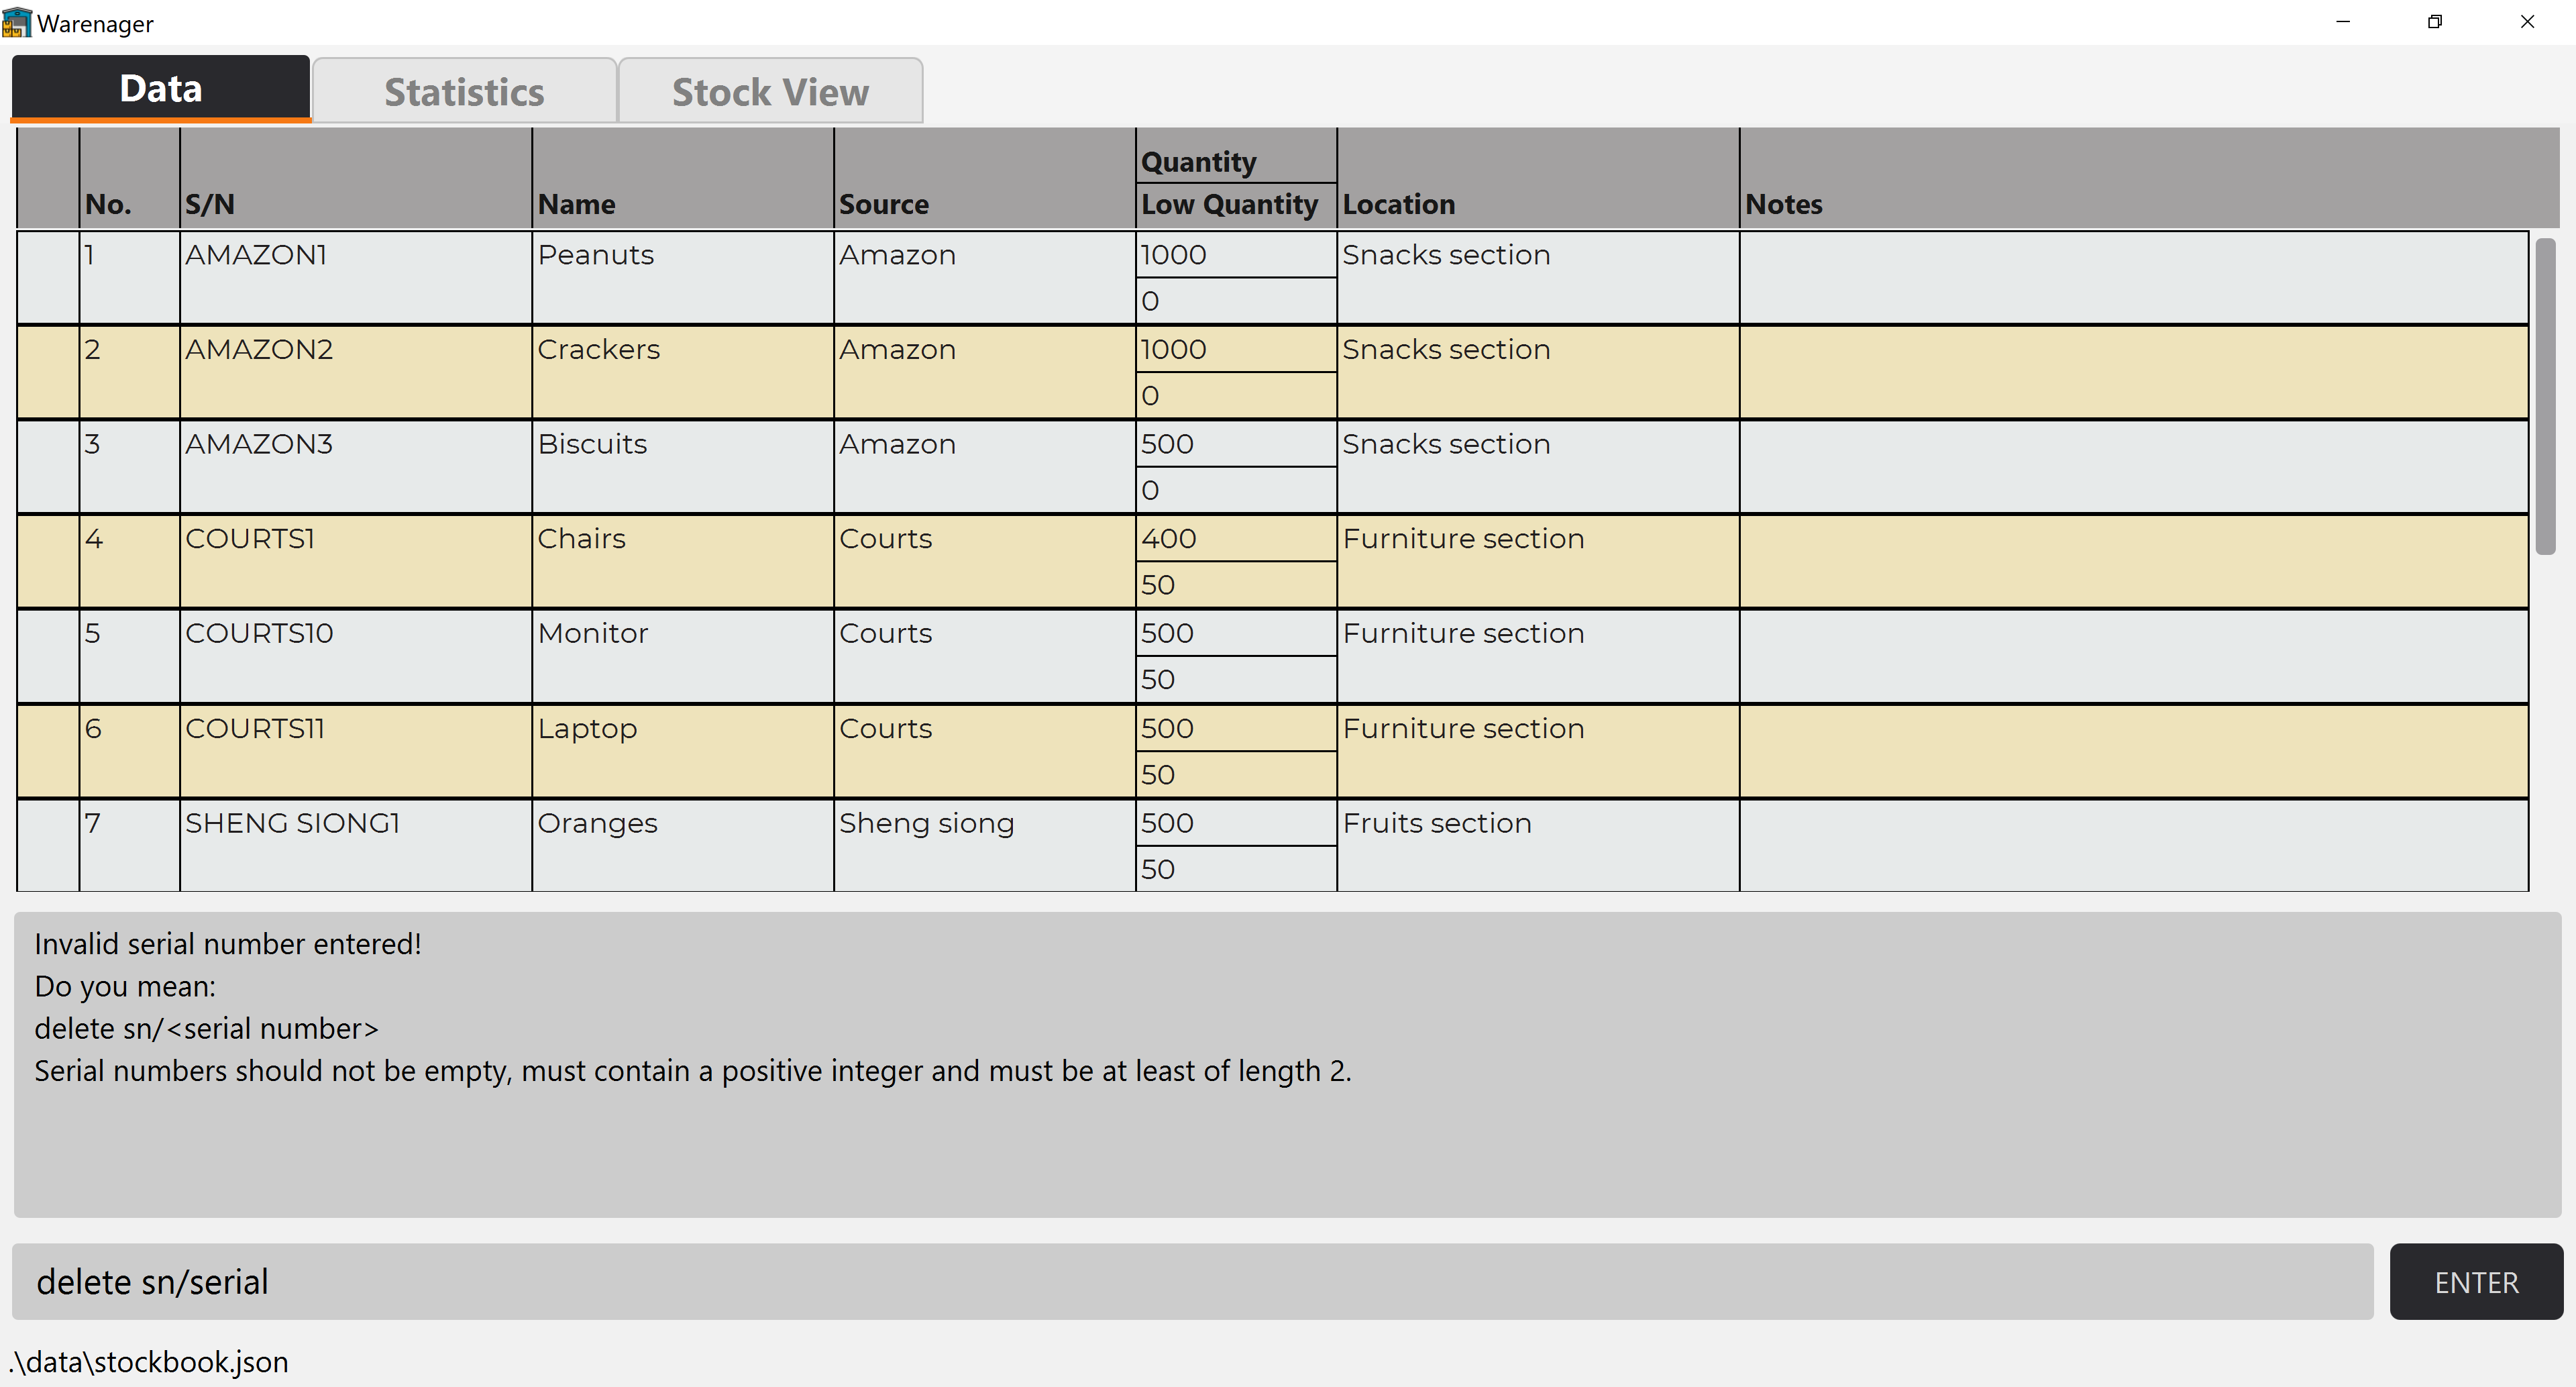 Warenager
Data Statistics Stock View
Quantity
No. S/N Name Source Low Quantity Location Notes
1 AMAZON1 Peanuts Amazon 1000 Snacks section
0
2 AMAZON2 Crackers Amazon 1000 Snacks section
0
3 AMAZON3 Biscuits Amazon 500 Snacks section
0
4 COURTS1 Chairs Courts 400 Furniture section
50
5 COURTS10 Monitor Courts 500 Furniture section
50
6 COURTS11 Laptop Courts 500 Furniture section
50
7 SHENG SIONG1 Oranges Sheng siong 500 Fruits section
50
Invalid serial number entered!
Do you mean:
delete sn/<serial number>
Serial numbers should not be empty, must contain a positive integer and must be at least of length 2.
delete sn/serial ENTER
.\data\stockbook.json